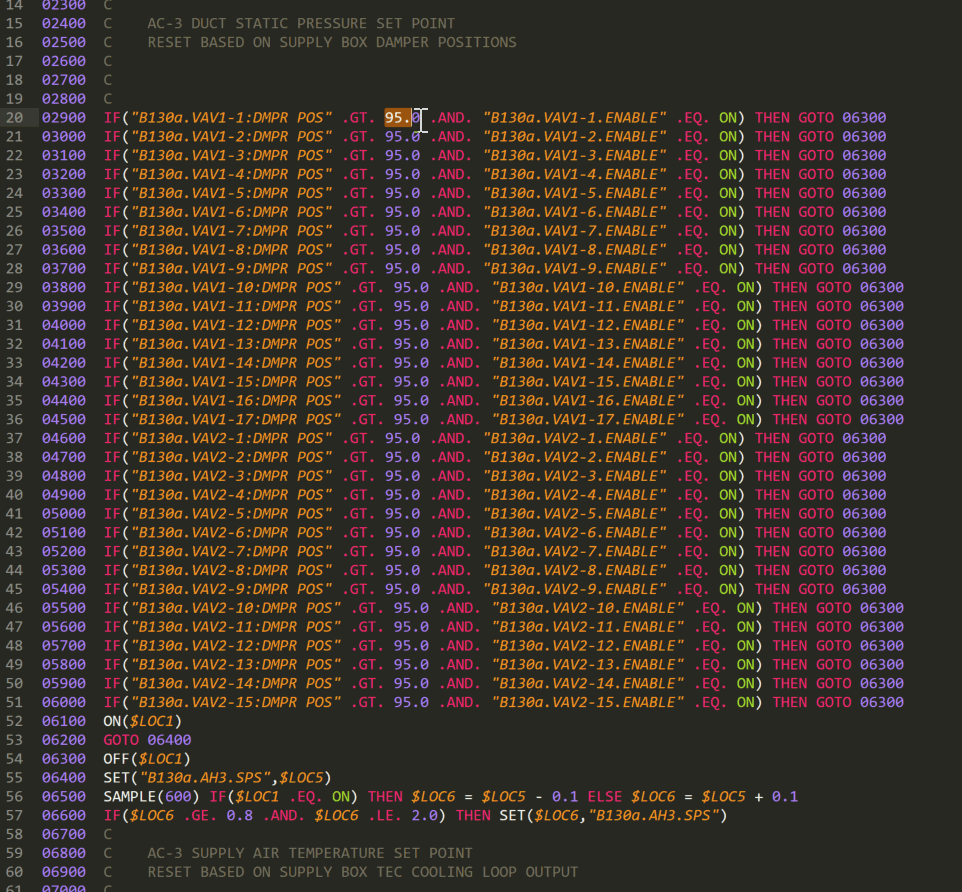 14 02300 C
15 02400 C AC-3 DUCT STATIC PRESSURE SET POINT
16 02500 C RESET BASED ON SUPPLY BOX DAMPER POSITIONS
17 02600 C
18 02700 C
19 02800 C
20 02900 IF("B130a.VAV1-1:DMPR POS" .GT. 95.0 .AND. "B130a.VAV1-1.ENABLE" .EQ. ON) THEN GOTO 06300
21 03000 IF("B130a.VAV1-2:DMPR POS" .GT. 95.0 .AND. "B130a.VAV1-2.ENABLE" .EQ. ON) THEN GOTO 06300
22 03100 IF("B130a.VAV1-3:DMPR POS" .GT. 95.0 .AND. "B130a.VAV1-3.ENABLE" .EQ. ON) THEN GOTO 06300
23 03200 IF("B130a.VAV1-4:DMPR POS" .GT. 95.0 .AND. "B130a.VAV1-4.ENABLE" .EQ. ON) THEN GOTO 06300
24 03300 IF("B130a.VAV1-5:DMPR POS" .GT. 95.0 .AND. "B130a.VAV1-5.ENABLE" .EQ. ON) THEN GOTO 06300
25 03400 IF("B130a.VAV1-6:DMPR POS" .GT. 95.0 .AND. "B130a.VAV1-6.ENABLE" .EQ. ON) THEN GOTO 06300
26 03500 IF("B130a.VAV1-7:DMPR POS" .GT. 95.0 .AND. "B130a.VAV1-7.ENABLE" .EQ. ON) THEN GOTO 06300
27 03600 IF("B130a.VAV1-8:DMPR POS" .GT. 95.0 .AND. "B130a.VAV1-8.ENABLE" .EQ. ON) THEN GOTO 06300
28 03700 IF("B130a.VAV1-9:DMPR POS" .GT. 95.0 .AND. "B130a.VAV1-9.ENABLE" .EQ. ON) THEN GOTO 06300
29 03800 IF("B130a.VAV1-10:DMPR POS" .GT. 95.0 .AND. "B130a.VAV1-10.ENABLE" .EQ. ON) THEN GOTO 06300
30 03900 IF("B130a.VAV1-11:DMPR POS" .GT. 95.0 .AND. "B130a.VAV1-11.ENABLE" .EQ. ON) THEN GOTO 06300
31 04000 IF("B130a.VAV1-12:DMPR POS" .GT. 95.0 .AND. "B130a.VAV1-12.ENABLE" .EQ. ON) THEN GOTO 06300
32 04100 IF("B130a.VAV1-13:DMPR POS" .GT. 95.0 .AND. "B130a.VAV1-13.ENABLE" .EQ. ON) THEN GOTO 06300
33 04200 IF("B130a.VAV1-14:DMPR POS" .GT. 95.0 .AND. "B130a.VAV1-14.ENABLE" .EQ. ON) THEN GOTO 06300
34 04300 IF("B130a.VAV1-15:DMPR POS" .GT. 95.0 .AND. "B130a.VAV1-15.ENABLE" .EQ. ON) THEN GOTO 06300
35 04400 IF("B130a.VAV1-16:DMPR POS" .GT. 95.0 .AND. "B130a.VAV1-16.ENABLE" .EQ. ON) THEN GOTO 06300
36 04500 IF("B130a.VAV1-17:DMPR POS" .GT. 95.0 .AND. "B130a.VAV1-17.ENABLE" .EQ. ON) THEN GOTO 06300
37 04600 IF("B130a.VAV2-1:DMPR POS" .GT. 95.0 .AND. "B130a.VAV2-1.ENABLE" .EQ. ON) THEN GOTO 06300
38 04700 IF("B130a.VAV2-2:DMPR POS" .GT. 95.0 .AND. "B130a.VAV2-2.ENABLE" .EQ. ON) THEN GOTO 06300
39 04800 IF("B130a.VAV2-3:DMPR POS" .GT. 95.0 .AND. "B130a.VAV2-3.ENABLE" .EQ. ON) THEN GOTO 06300
40 04900 IF("B130a.VAV2-4:DMPR POS" .GT. 95.0 .AND. "B130a.VAV2-4.ENABLE" .EQ. ON) THEN GOTO 06300
41 05000 IF("B130a.VAV2-5:DMPR POS" .GT. 95.0 .AND. "B130a.VAV2-5.ENABLE" .EQ. ON) THEN GOTO 06300
42 05100 IF("B130a.VAV2-6:DMPR POS" .GT. 95.0 .AND. "B130a.VAV2-6.ENABLE" .EQ. ON) THEN GOTO 06300
43 05200 IF("B130a.VAV2-7:DMPR POS" .GT. 95.0 .AND. "B130a.VAV2-7.ENABLE" .EQ. ON) THEN GOTO 06300
44 05300 IF("B130a.VAV2-8:DMPR POS" .GT. 95.0 .AND. "B130a.VAV2-8.ENABLE" .EQ. ON) THEN GOTO 06300
45 05400 IF("B130a.VAV2-9:DMPR POS" .GT. 95.0 .AND. "B130a.VAV2-9.ENABLE" .EQ. ON) THEN GOTO 06300
46 05500 IF("B130a.VAV2-10:DMPR POS" .GT. 95.0 .AND. "B130a.VAV2-10.ENABLE" .EQ. ON) THEN GOTO 06300
47 05600 IF("B130a.VAV2-11:DMPR POS" .GT. 95.0 .AND. "B130a.VAV2-11.ENABLE" .EQ. ON) THEN GOTO 06300
48 05700 IF("B130a.VAV2-12:DMPR POS" .GT. 95.0 .AND. "B130a.VAV2-12.ENABLE" .EQ. ON) THEN GOTO 06300
49 05800 IF("B130a.VAV2-13:DMPR POS" .GT. 95.0 .AND. "B130a.VAV2-13.ENABLE" .EQ. ON) THEN GOTO 06300
50 05900 IF("B130a.VAV2-14:DMPR POS" .GT. 95.0 .AND. "B130a.VAV2-14.ENABLE" .EQ. ON) THEN GOTO 06300
51 06000 IF("B130a.VAV2-15:DMPR POS" .GT. 95.0 .AND. "B130a.VAV2-15.ENABLE" .EQ. ON) THEN GOTO 06300
52 06100 ON($LOC1)
53 06200 GOTO 06400
54 06300 OFF($LOC1)
55 06400 SET("B130a.AH3.SPS",$LOC5)
56 06500 SAMPLE(600) IF($LOC1 .EQ. ON) THEN $LOC6 = $LOC5 - 0.1 ELSE $LOC6 = $LOC5 + 0.1
57 06600 IF($LOC6 .GE. 0.8 .AND. $LOC6 .LE. 2.0) THEN SET($LOC6,"B130a.AH3.SPS")
58 06700 C
59 06800 C AC-3 SUPPLY AIR TEMPERATURE SET POINT
60 06900 C RESET BASED ON SUPPLY BOX TEC COOLING LOOP OUTPUT
61 07000 C